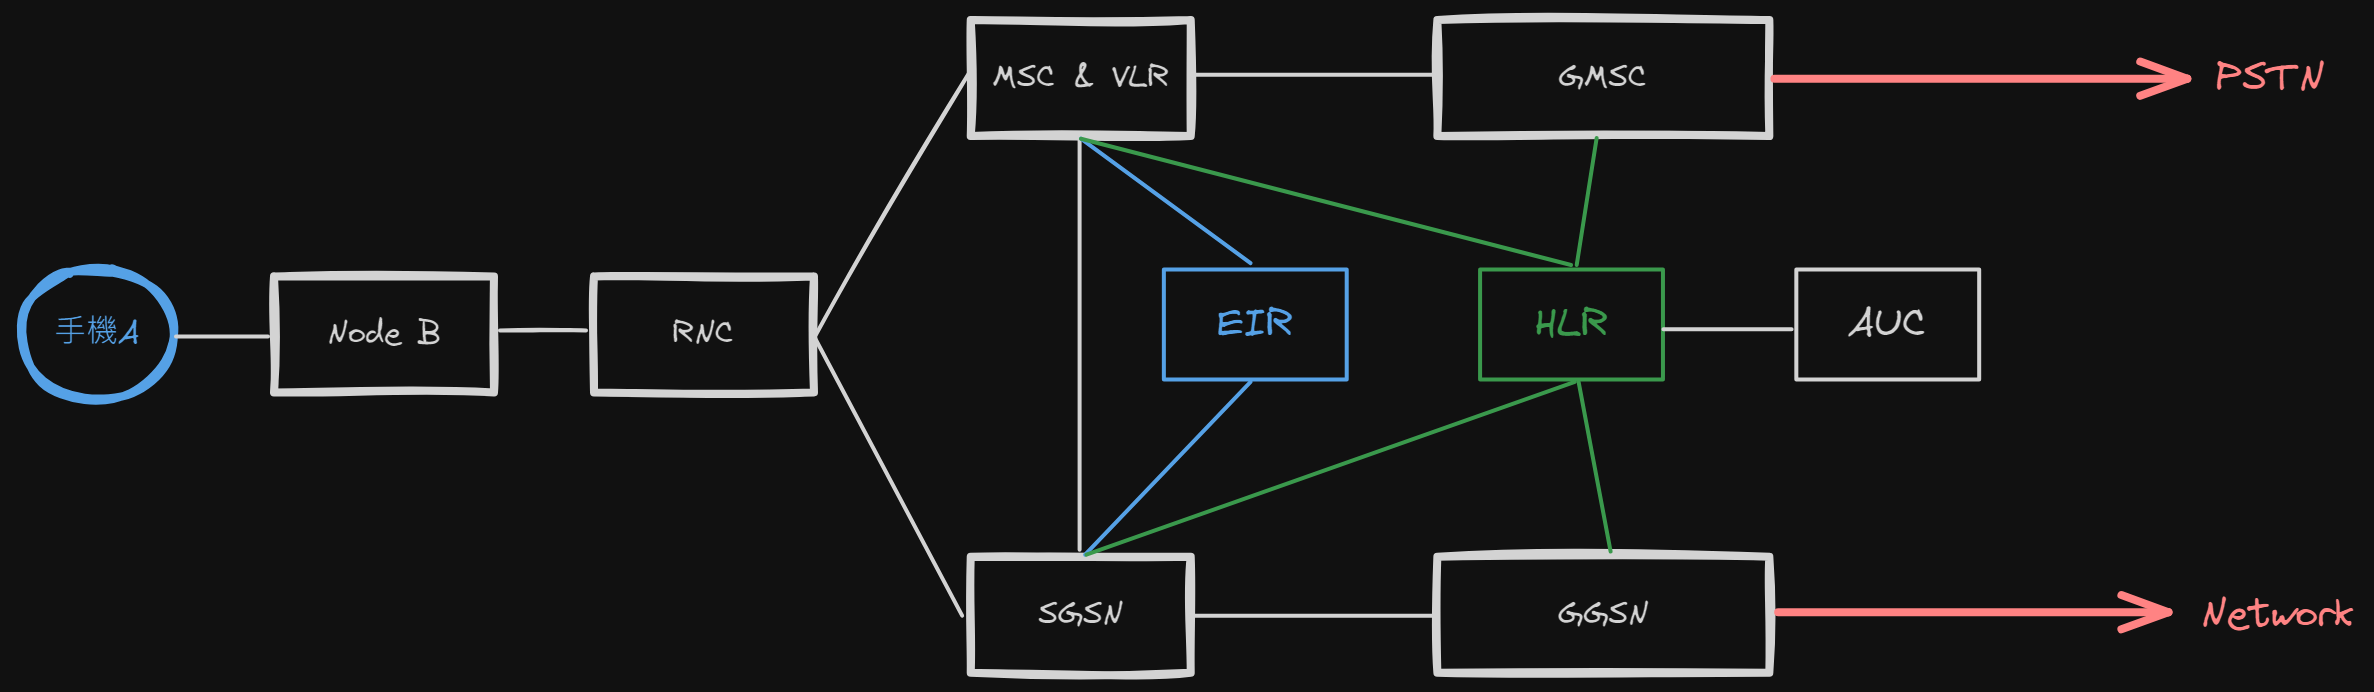 MSC & VLR
GMSC
PSTN
手機A
Node B
RNC
EIR
HLR
AUC
SGSN
GGSN
Network